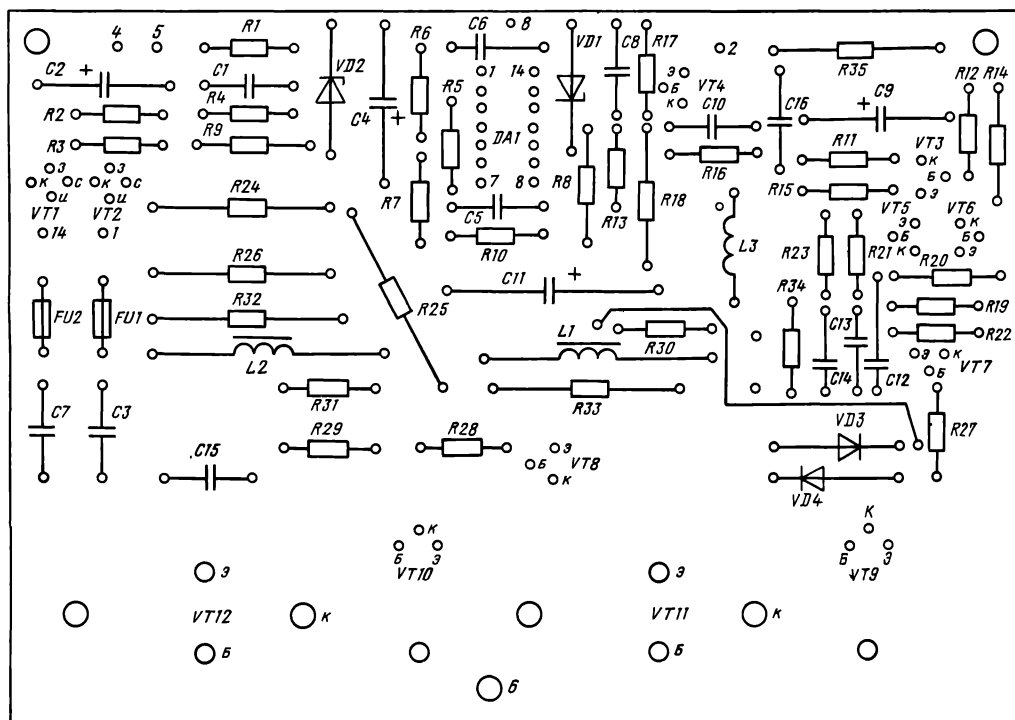 4 5 R1 R6 C6 8 VD1 C8 R17 2 R35
C2 + C1 VD2 R5 1 14 Э VT4 R12 R14
R2 R4 C4 + DA1 Б К C10 C16 + C9
R3 R9 R11 VT3
З З R7 7 8 R8 R13 R18 R16 К
К С К С R15 Б
И И R24 C5 Э
VT1 VT2 R10 VT5 VT6
14 1 L3 R23 R21 Э К
Б Б
К Э
R26 R25 C11 + R34 R20
FU2 FU1 R32 L1 R30 C13 R19
R22
L2 C14 C12 Э К VT7
Б
R31 R33
C7 C3 R29 R28 VD3 R27
C15 Э
Б VT8
К VD4
К К
Б Э Б Э
VT10 VT9
Э Э
VT12 К VT11 К
Б Б
6